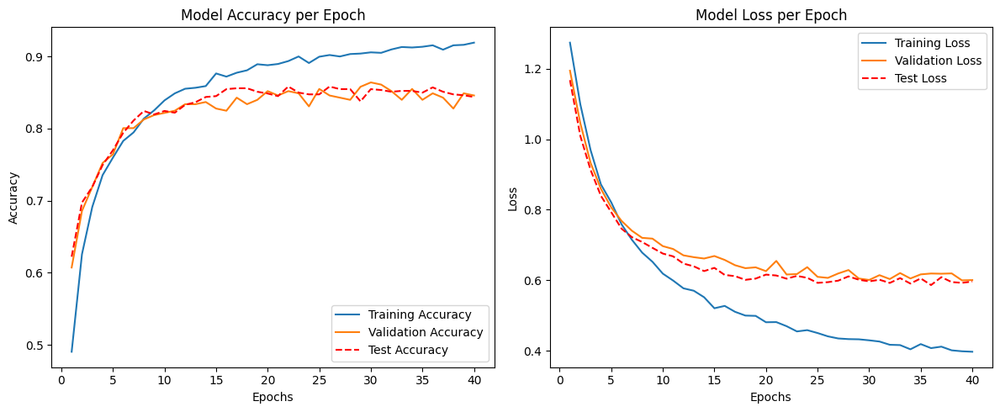 Model Accuracy per Epoch
Accuracy
0.9
0.8
0.7
0.6
0.5
Training Accuracy
Validation Accuracy
Test Accuracy
0 5 10 15 20 25 30 35 40
Epochs
Model Loss per Epoch
Loss
1.2
1.0
0.8
0.6
0.4
Training Loss
Validation Loss
Test Loss
0 5 10 15 20 25 30 35 40
Epochs